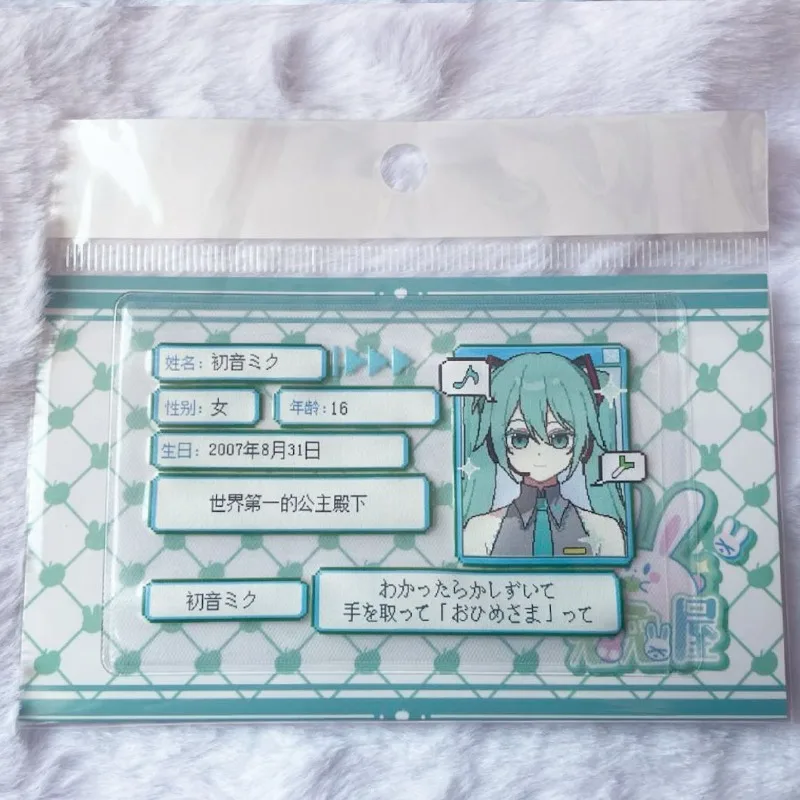 姓名: 初音ミク
性别: 女
年龄:16
生日: 2007年8月31日
世界第一的公主殿下
初音ミク
わかったらかしずいて
手を取って「おひめさま」って
屋